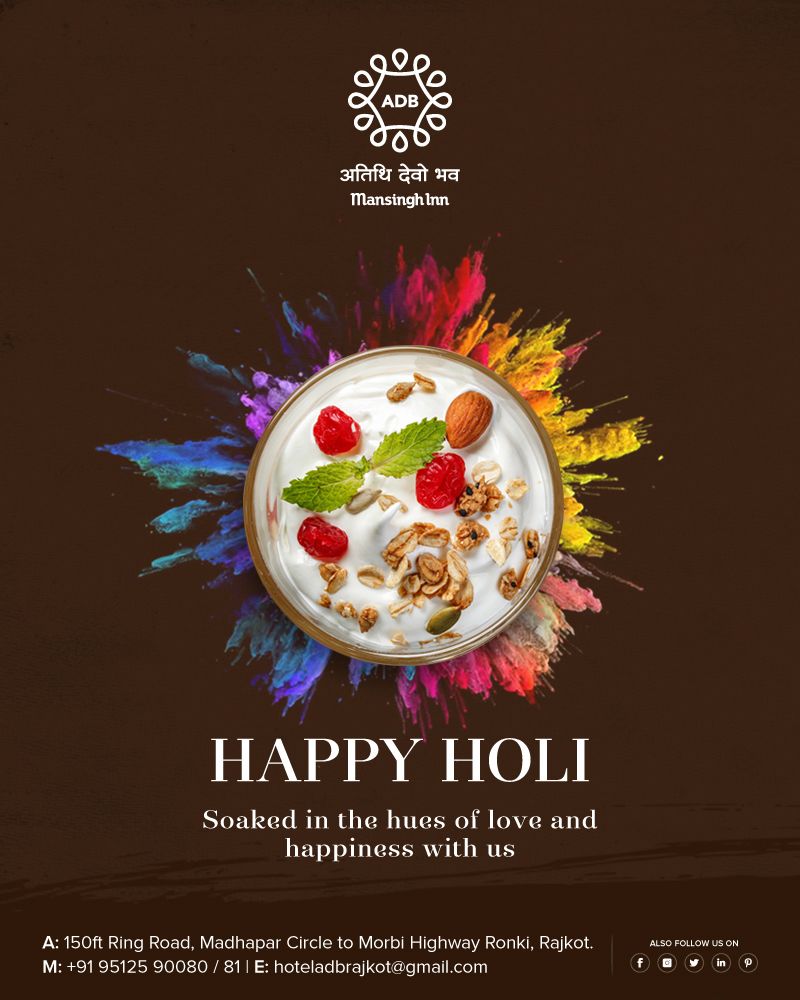 ADB
अतिथि देवो भव
Mansingh Inn
HAPPY HOLI
Soaked in the hues of love and
happiness with us
A: 150ft Ring Road, Madhapar Circle to Morbi Highway Ronki, Rajkot.
M: +91 95125 90080 / 81 | E: hoteladbrajkot@gmail.com
ALSO FOLLOW US ON